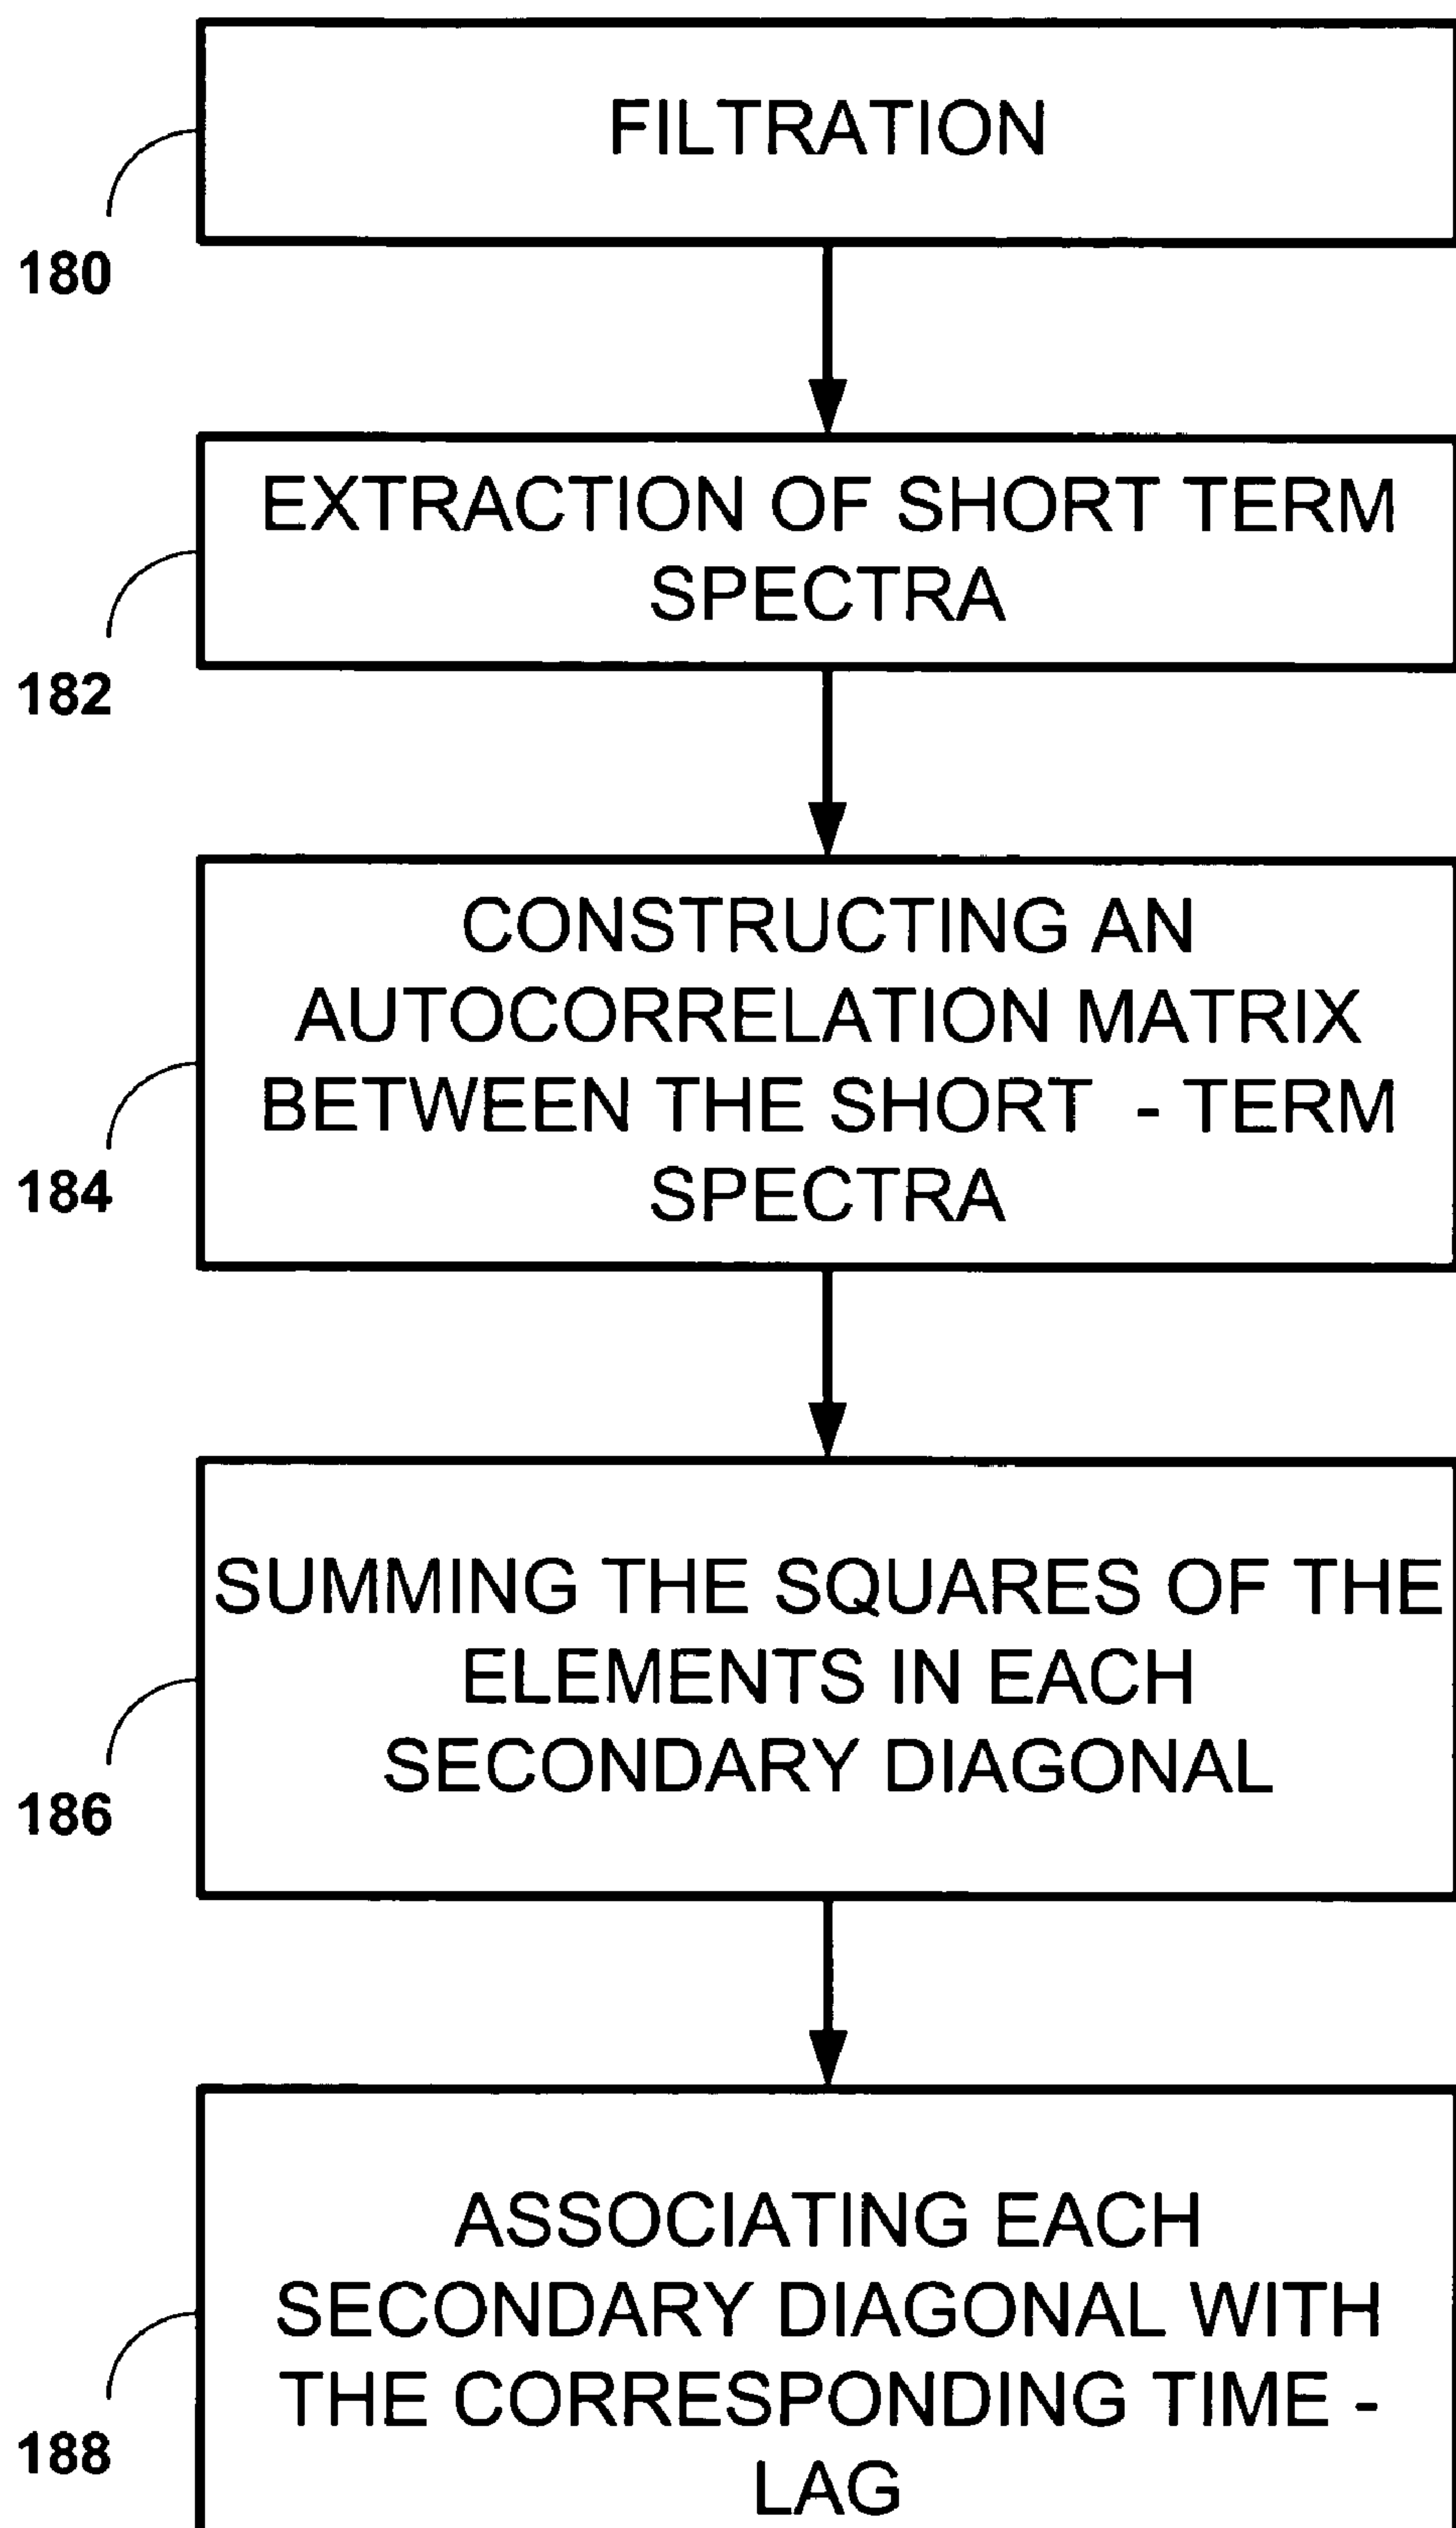 FILTRATION
180
EXTRACTION OF SHORT TERM
SPECTRA
182
CONSTRUCTING AN
AUTOCORRELATION MATRIX
BETWEEN THE SHORT - TERM
SPECTRA
184
SUMMING THE SQUARES OF THE
ELEMENTS IN EACH
SECONDARY DIAGONAL
186
ASSOCIATING EACH
SECONDARY DIAGONAL WITH
THE CORRESPONDING TIME -
LAG
188